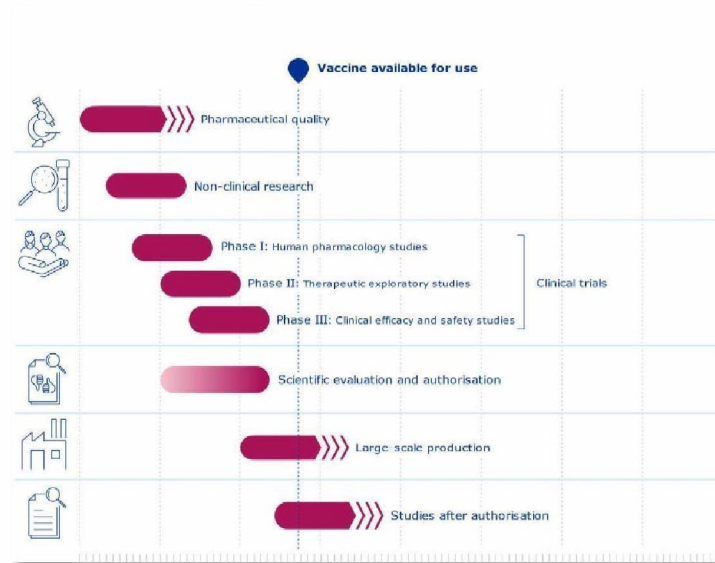 Vaccine available for use
Pharmaceutical quality
Non-clinical research
Phase I: Human pharmacology studies
Phase II: Therapeutic exploratory studies
Phase III: Clinical efficacy and safety studies
Clinical trials
Scientific evaluation and authorisation
Large-scale production
Studies after authorisation